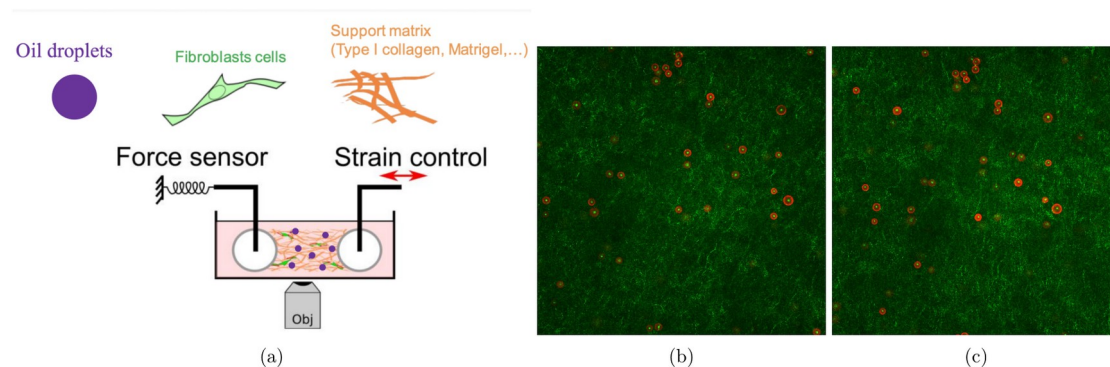 Oil droplets
Fibroblasts cells
Support matrix
(Type I collagen, Matrigel,...)
Force sensor
Strain control
Obj
(a)
(b)
(c)